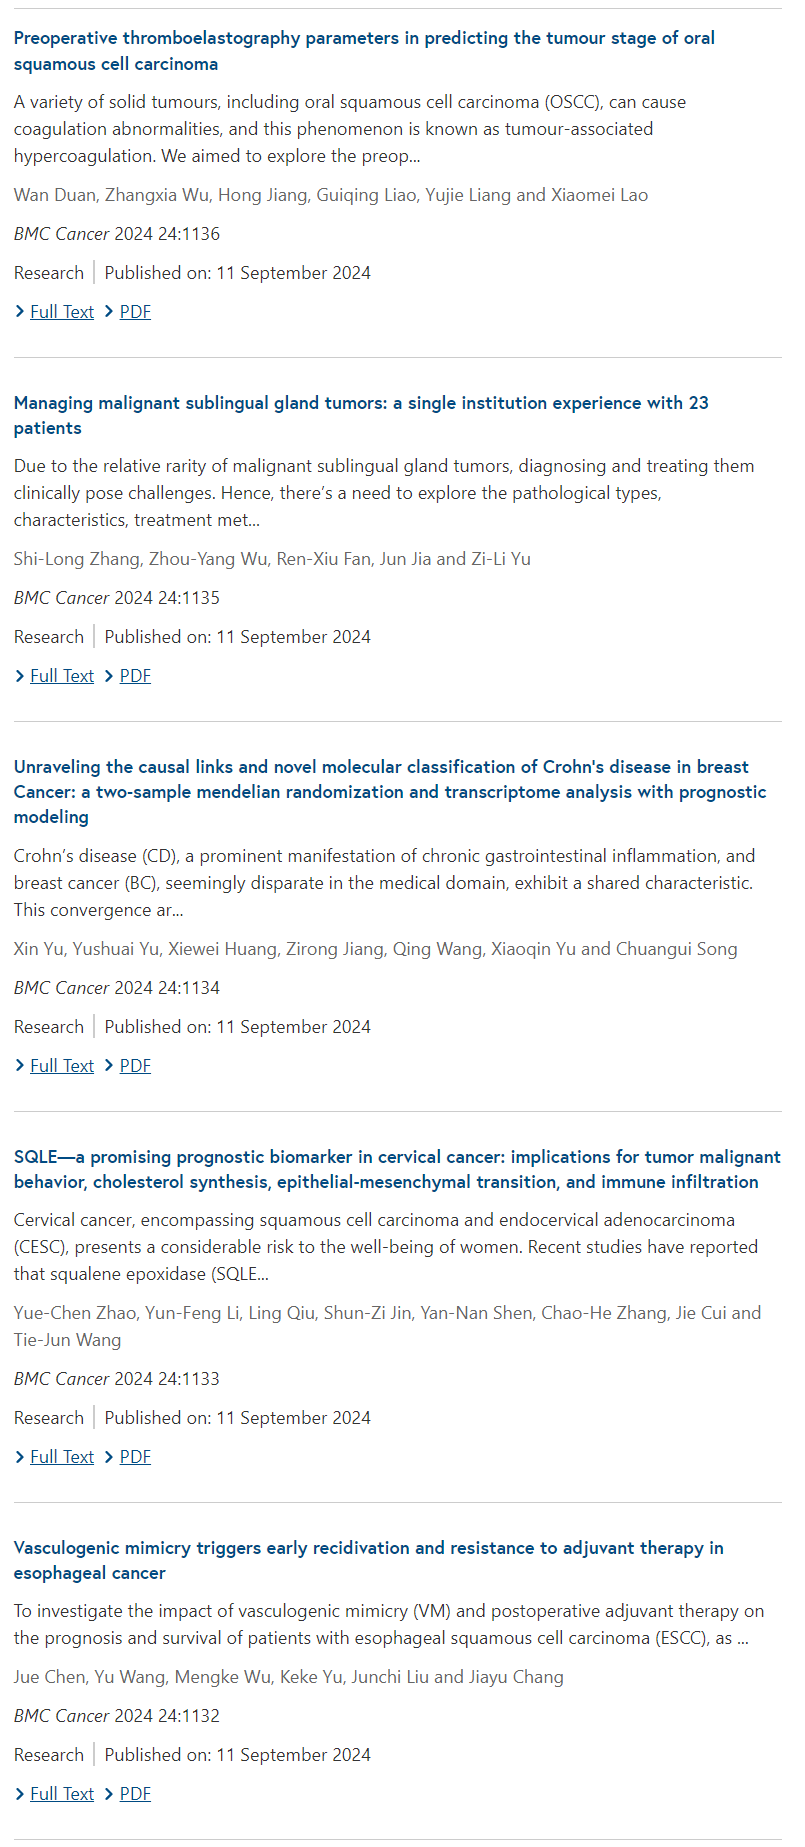 Preoperative thromboelastography parameters in predicting the tumour stage of oral
squamous cell carcinoma
A variety of solid tumours, including oral squamous cell carcinoma (OSCC), can cause
coagulation abnormalities, and this phenomenon is known as tumour-associated
hypercoagulation. We aimed to explore the preop...
Wan Duan, Zhangxia Wu, Hong Jiang, Guiqing Liao, Yujie Liang and Xiaomei Lao
BMC Cancer 2024 24:1136
Research | Published on: 11 September 2024
Full Text PDF
Managing malignant sublingual gland tumors: a single institution experience with 23
patients
Due to the relative rarity of malignant sublingual gland tumors, diagnosing and treating them
clinically pose challenges. Hence, there’s a need to explore the pathological types,
characteristics, treatment met...
Shi-Long Zhang, Zhou-Yang Wu, Ren-Xiu Fan, Jun Jia and Zi-Li Yu
BMC Cancer 2024 24:1135
Research | Published on: 11 September 2024
Full Text PDF
Unraveling the causal links and novel molecular classification of Crohn's disease in breast
Cancer: a two-sample mendelian randomization and transcriptome analysis with prognostic
modeling
Crohn’s disease (CD), a prominent manifestation of chronic gastrointestinal inflammation, and
breast cancer (BC), seemingly disparate in the medical domain, exhibit a shared characteristic.
This convergence ar...
Xin Yu, Yushuai Yu, Xiewei Huang, Zirong Jiang, Qing Wang, Xiaoqin Yu and Chuangui Song
BMC Cancer 2024 24:1134
Research | Published on: 11 September 2024
Full Text PDF
SQLE—a promising prognostic biomarker in cervical cancer: implications for tumor malignant
behavior, cholesterol synthesis, epithelial-mesenchymal transition, and immune infiltration
Cervical cancer, encompassing squamous cell carcinoma and endocervical adenocarcinoma
(CESC), presents a considerable risk to the well-being of women. Recent studies have reported
that squalene epoxidase (SQLE...
Yue-Chen Zhao, Yun-Feng Li, Ling Qiu, Shun-Zi Jin, Yan-Nan Shen, Chao-He Zhang, Jie Cui and
Tie-Jun Wang
BMC Cancer 2024 24:1133
Research | Published on: 11 September 2024
Full Text PDF
Vasculogenic mimicry triggers early recidivation and resistance to adjuvant therapy in
esophageal cancer
To investigate the impact of vasculogenic mimicry (VM) and postoperative adjuvant therapy on
the prognosis and survival of patients with esophageal squamous cell carcinoma (ESCC), as ...
Jue Chen, Yu Wang, Mengke Wu, Keke Yu, Junchi Liu and Jiayu Chang
BMC Cancer 2024 24:1132
Research | Published on: 11 September 2024
Full Text PDF